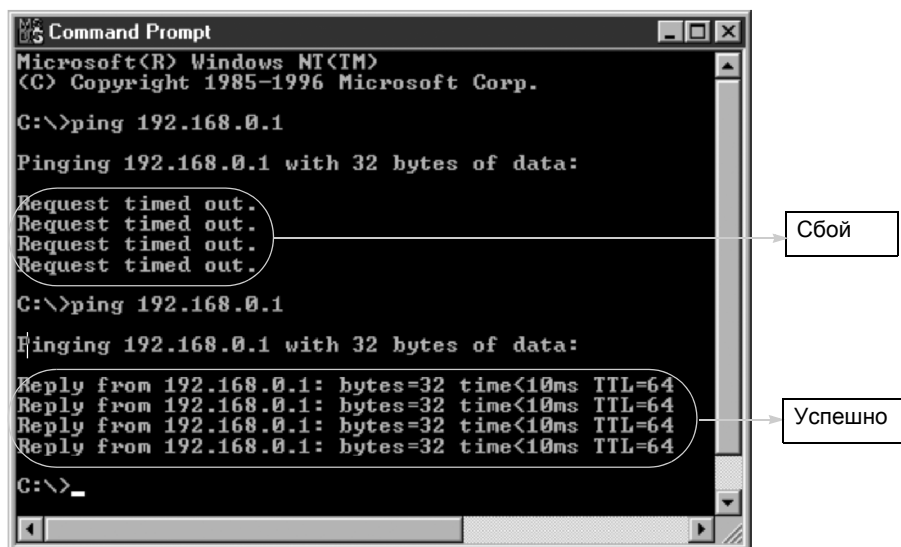 Command Prompt
Microsoft(R) Windows NT(TM)
(C) Copyright 1985-1996 Microsoft Corp.
C:\>ping 192.168.0.1
Pinging 192.168.0.1 with 32 bytes of data:
Request timed out.
Request timed out.
Request timed out.
Request timed out.
Сбой
C:\>ping 192.168.0.1
Pinging 192.168.0.1 with 32 bytes of data:
Reply from 192.168.0.1: bytes=32 time<10ms TTL=64
Reply from 192.168.0.1: bytes=32 time<10ms TTL=64
Reply from 192.168.0.1: bytes=32 time<10ms TTL=64
Reply from 192.168.0.1: bytes=32 time<10ms TTL=64
Успешно
C:\>_